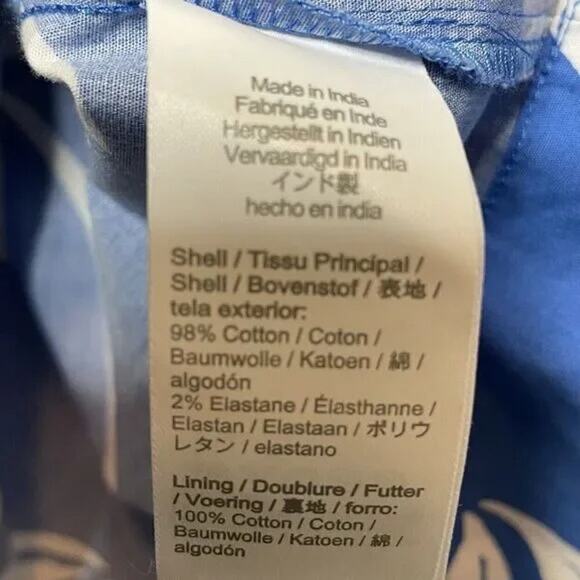 Made in India
Fabriqué en Inde
Hergestellt in Indien
Vervaardigd in India
インド製
hecho en india
Shell / Tissu Principal /
Shell / Bovenstof / 表地 /
tela exterior:
98% Cotton / Coton /
Baumwolle / Katoen / 綿 /
algodón
2% Elastane / Élasthanne /
Elastan / Elastaan / ポリウ
レタン / elastano
Lining / Doublure / Futter
/ Voering / 裏地 / forro:
100% Cotton / Coton /
Baumwolle / Katoen / 綿 /
algodón